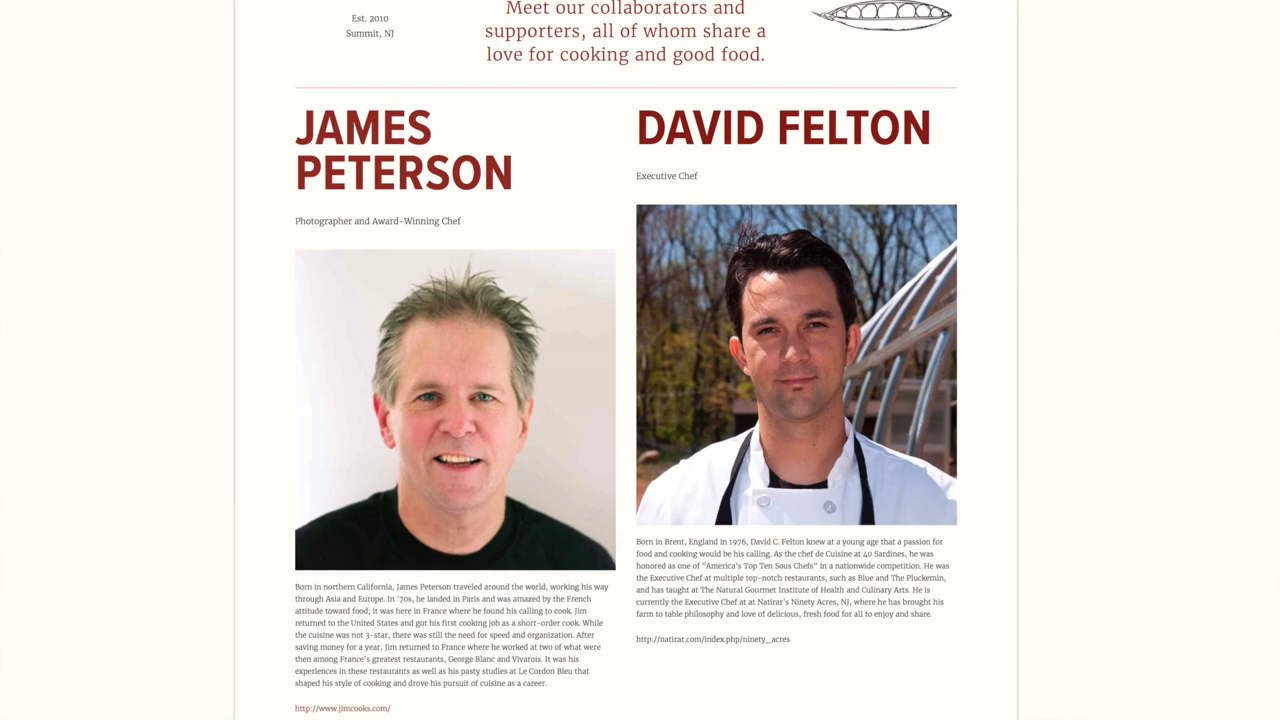 Est. 2010
Summit, NJ
Meet our collaborators and
supporters, all of whom share a
love for cooking and good food.
JAMES
PETERSON
Photographer and Award-Winning Chef
Born in northern California, James Peterson traveled around the world, working his way
through Asia and Europe. In '70s, he landed in Paris and was amazed by the French
attitude toward food; it was here in France where he found his calling to cook. Jim
returned to the United States and got his first cooking job as a short-order cook. While
the cuisine was not 3-star, there was still the need for speed and organization. After
saving money for a year, Jim returned to France where he worked at two of what were
then among France's greatest restaurants, George Blanc and Vivarois. It was his
experiences in these restaurants as well as his pasty studies at Le Cordon Bleu that
shaped his style of cooking and drove his pursuit of cuisine as a career.
http://www.jimcooks.com/
DAVID FELTON
Executive Chef
Born in Brent, England in 1976, David C. Felton knew at a young age that a passion for
food and cooking would be his calling. As the chef de Cuisine at 40 Sardines, he was
honored as one of "America's Top Ten Sous Chefs" in a nationwide competition. He was
the Executive Chef at multiple top-notch restaurants, such as Blue and The Pluckemin,
and has taught at The Natural Gourmet Institute of Health and Culinary Arts. He is
currently the Executive Chef at at Natirar's Ninety Acres, NJ, where he has brought his
farm to table philosophy and love of delicious, fresh food for all to enjoy and share.
http://natirar.com/index.php/ninety_acres